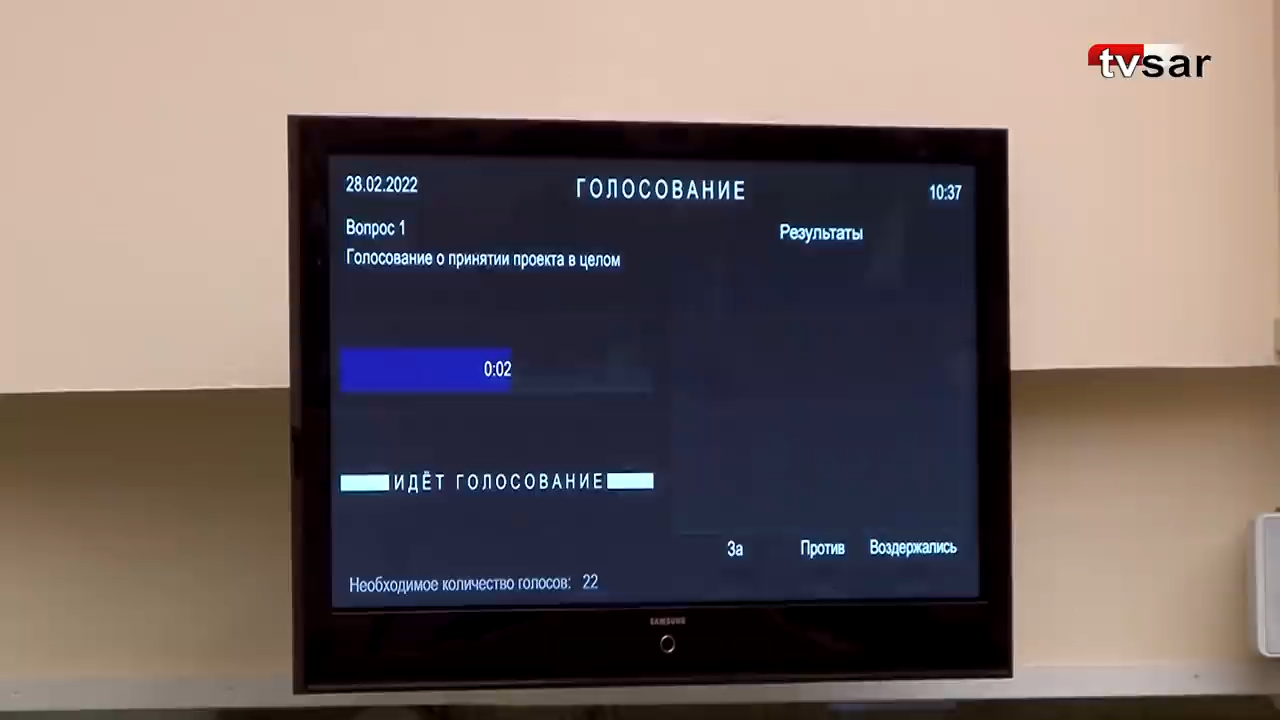 tvsar
28.02.2022
ГОЛОСОВАНИЕ
10:37
Вопрос 1
Результаты
Голосование о принятии проекта в целом
0:02
ИДЁТ ГОЛОСОВАНИЕ
За
Против
Воздержались
Необходимое количество голосов: 22
SAMSUNG